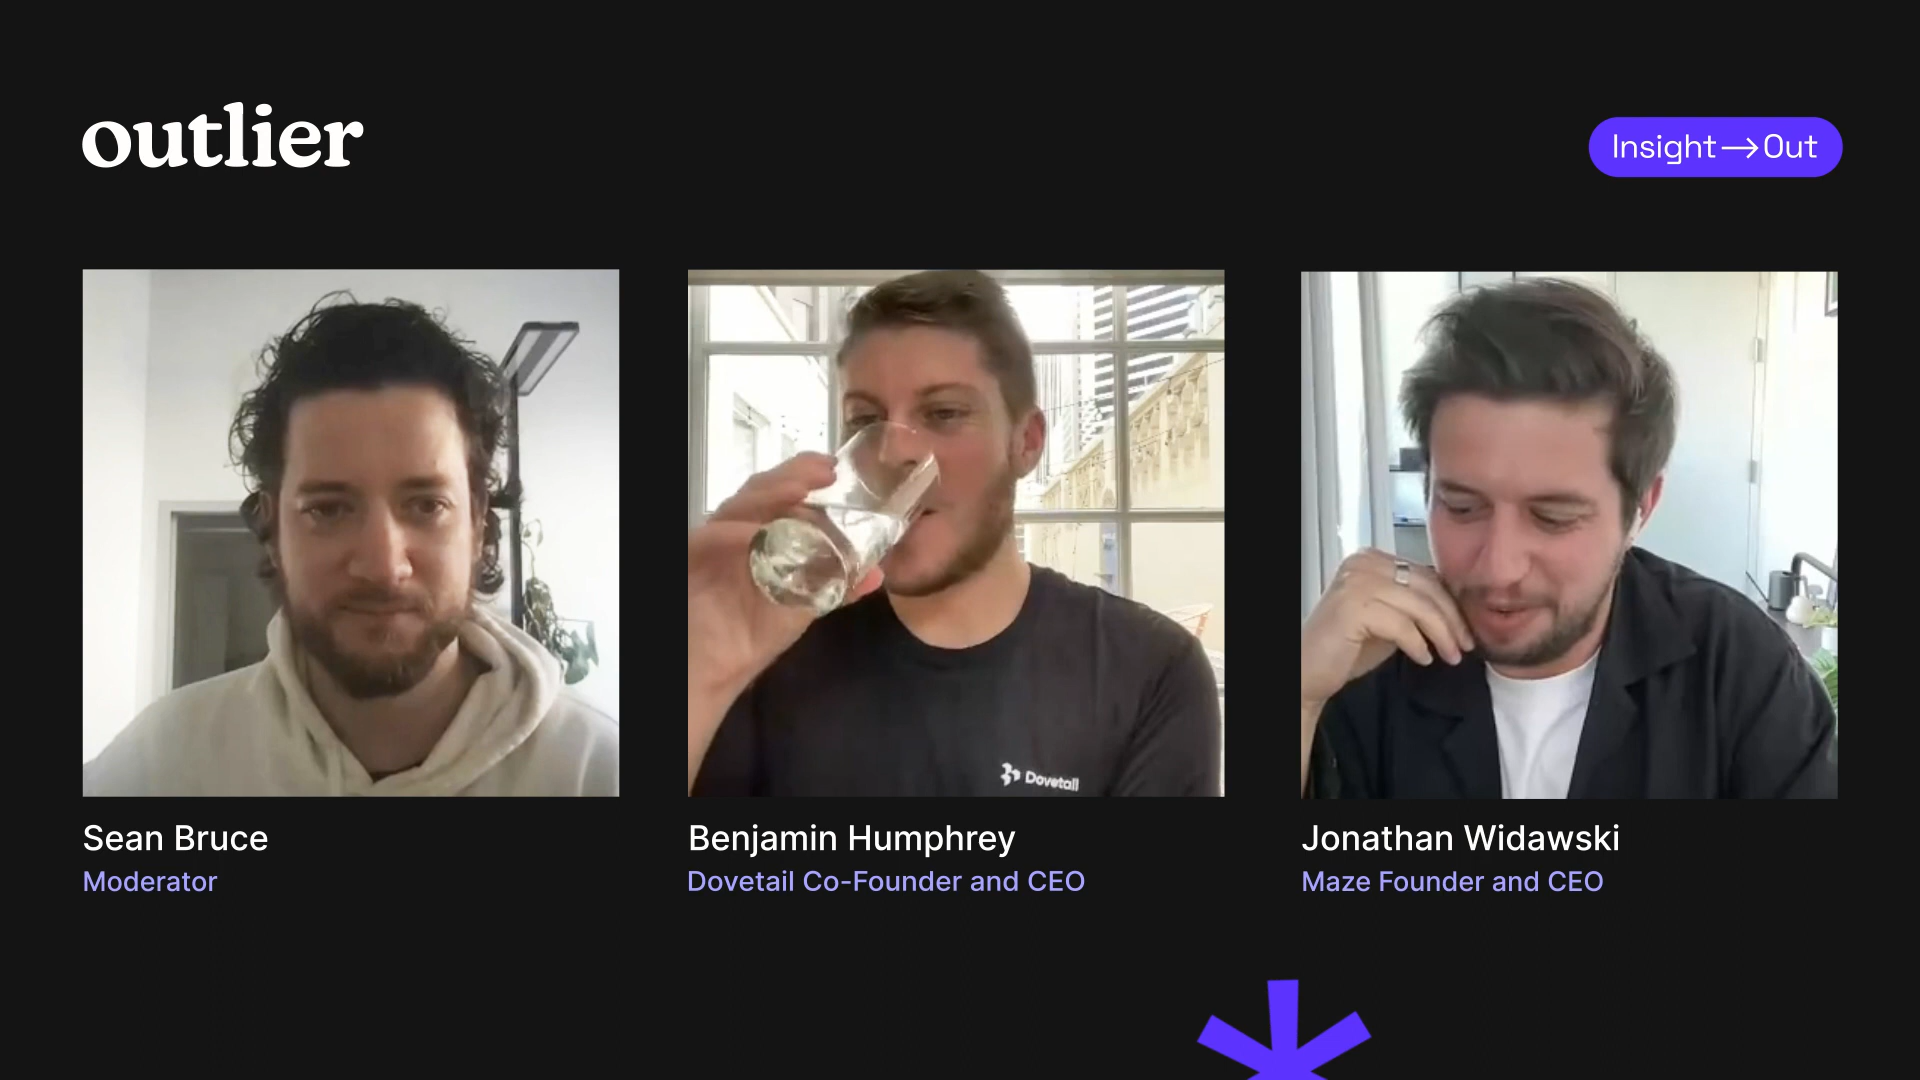 outlier
Insight→Out
Dovetail
Sean Bruce
Moderator
Benjamin Humphrey
Dovetail Co-Founder and CEO
Jonathan Widawski
Maze Founder and CEO